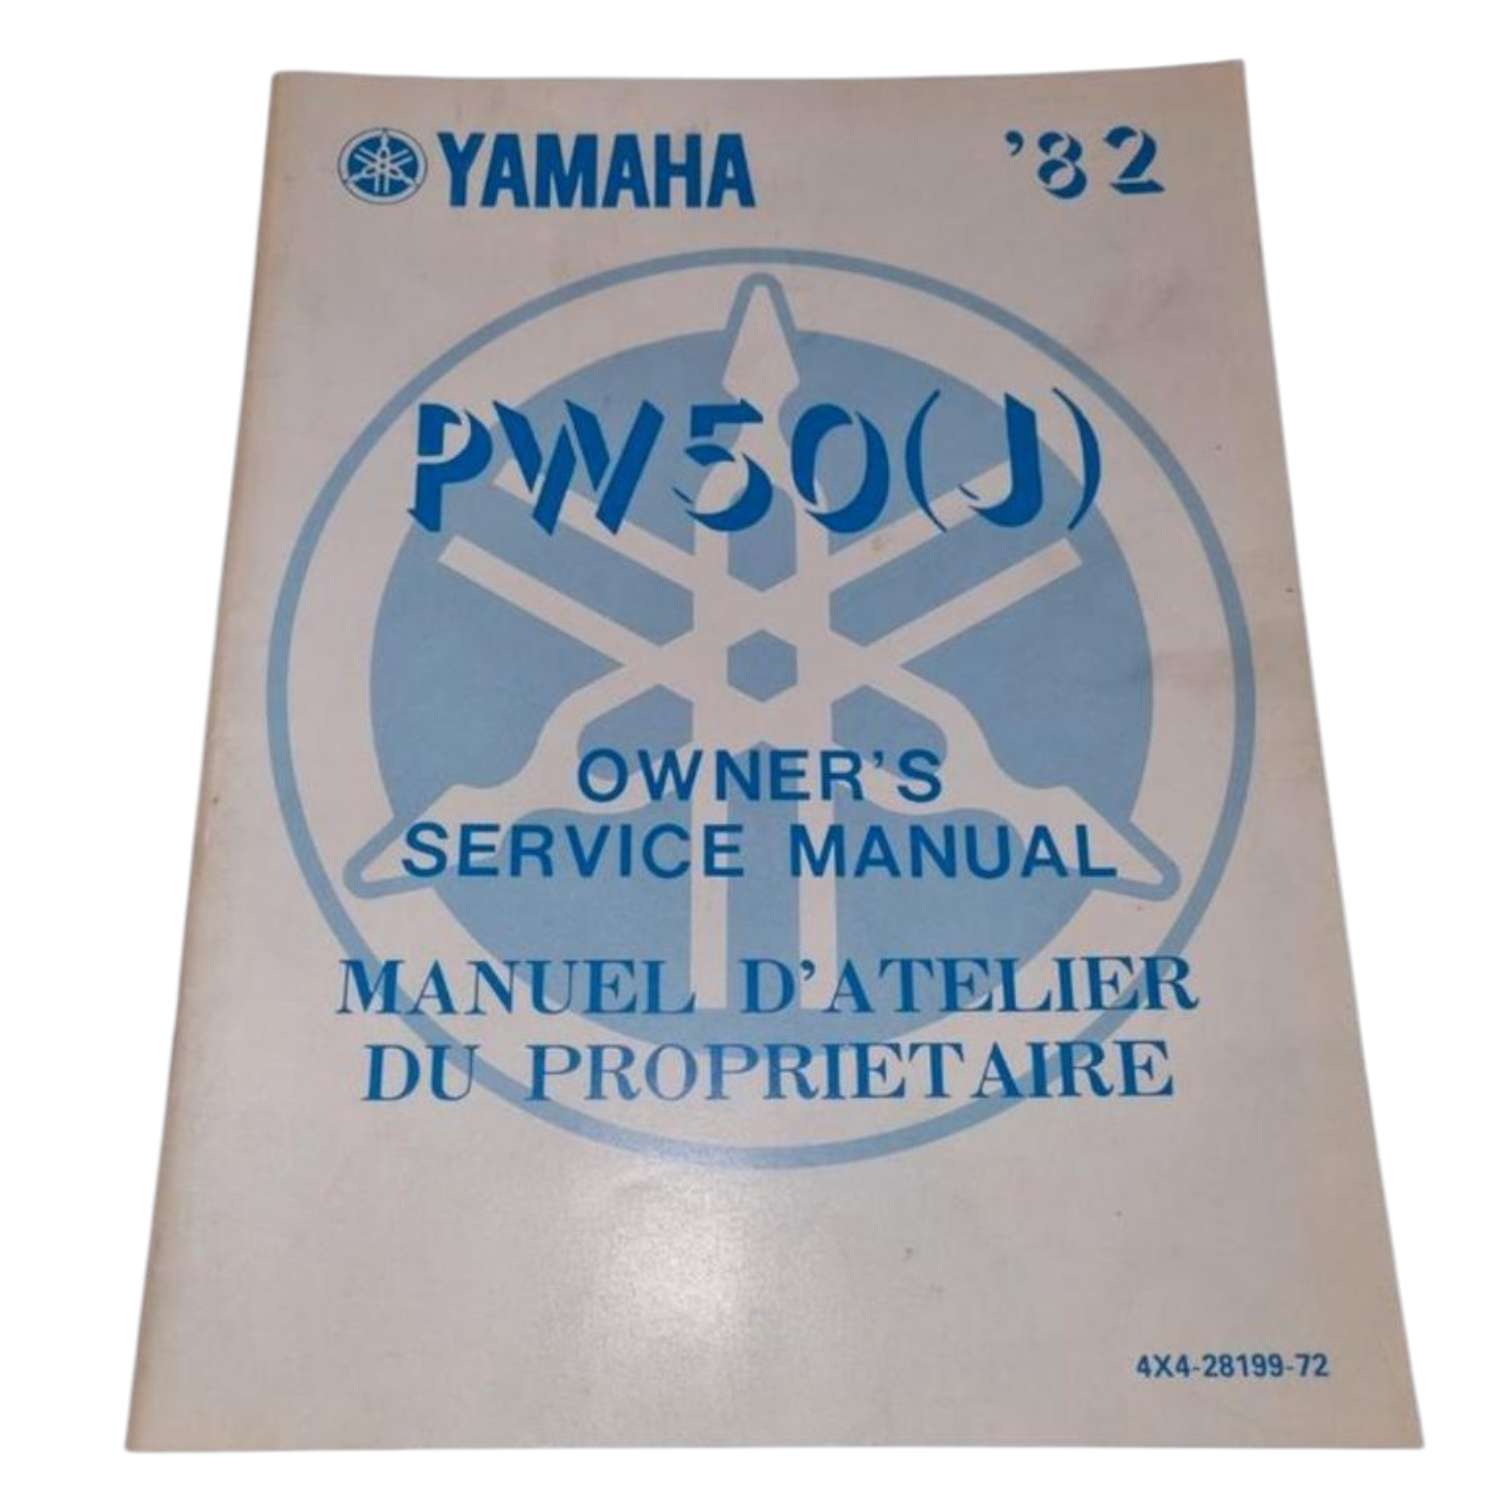 YAMAHA '82
PW50(J)
OWNER'S
SERVICE MANUAL
MANUEL D'ATELIER
DU PROPRIETAIRE
4X4-28199-72